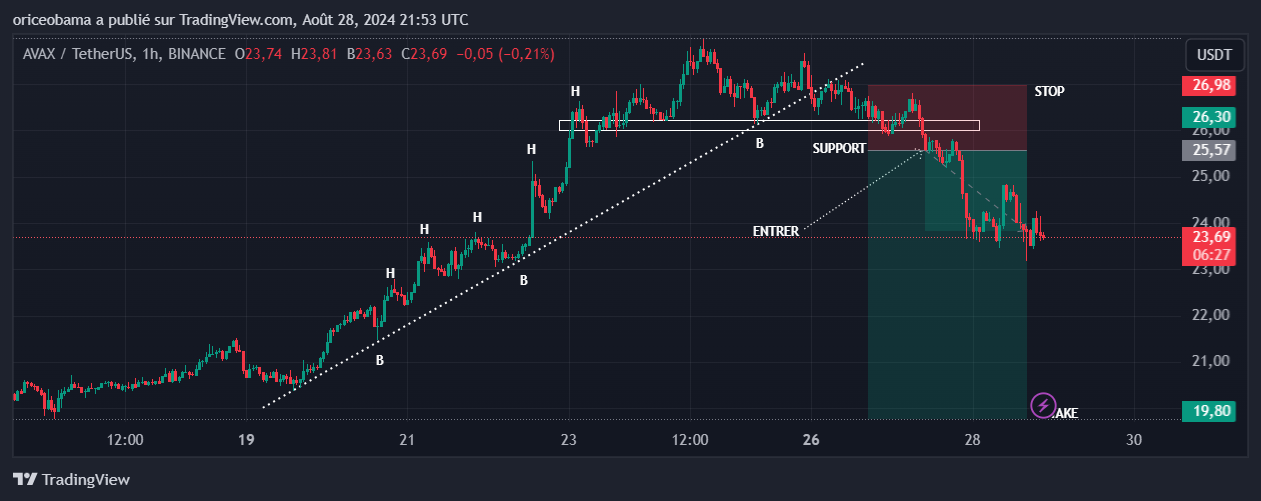 oriceobama a publié sur TradingView.com, Août 28, 2024 21:53 UTC
AVAX / TetherUS, 1h, BINANCE O23,74 H23,81 B23,63 C23,69 −0,05 (−0,21%)
USDT
26,98
STOP
H
26,30
26,00
H
B
SUPPORT
25,57
25,00
H
H
ENTRER
24,00
23,69
06:27
H
B
23,00
22,00
B
21,00
19,80
AKE
12:00 19 21 23 12:00 26 28 30
TradingView